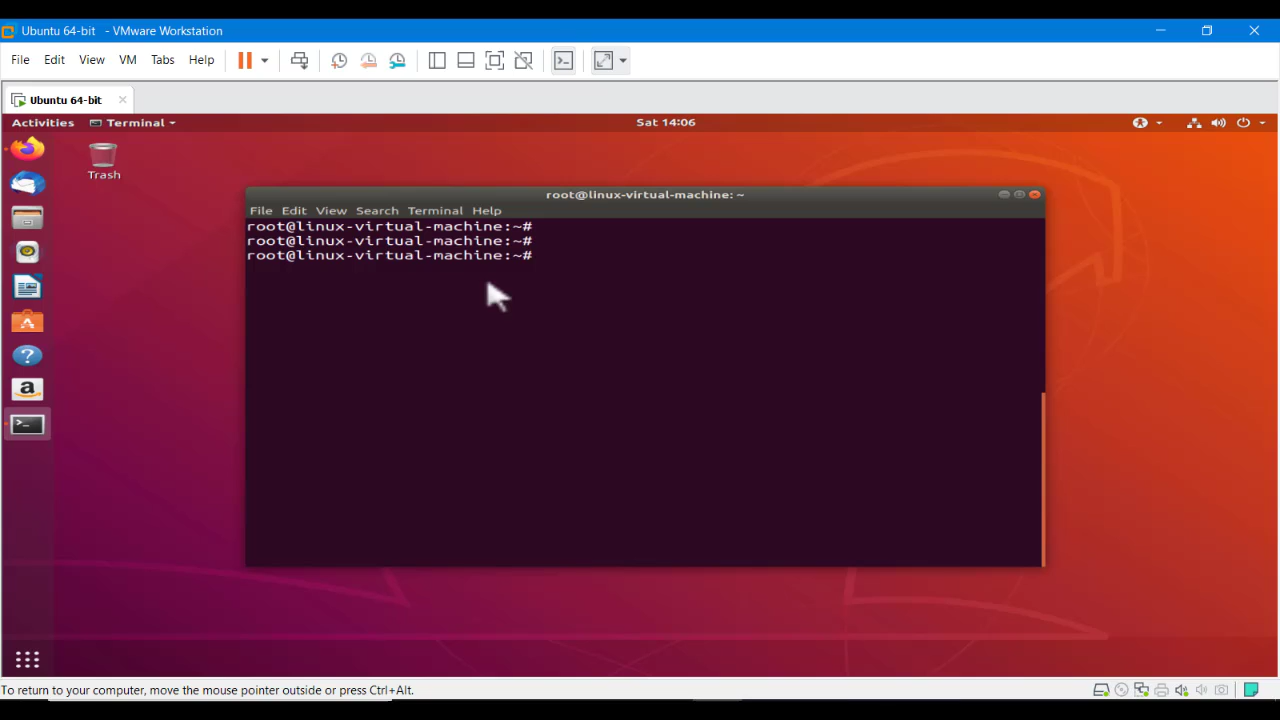 Ubuntu 64-bit - VMware Workstation
File Edit View VM Tabs Help
Ubuntu 64-bit
Activities Terminal Sat 14:06
Trash
root@linux-virtual-machine: ~
File Edit View Search Terminal Help
root@linux-virtual-machine:~#
root@linux-virtual-machine:~#
root@linux-virtual-machine:~#
To return to your computer, move the mouse pointer outside or press Ctrl+Alt.